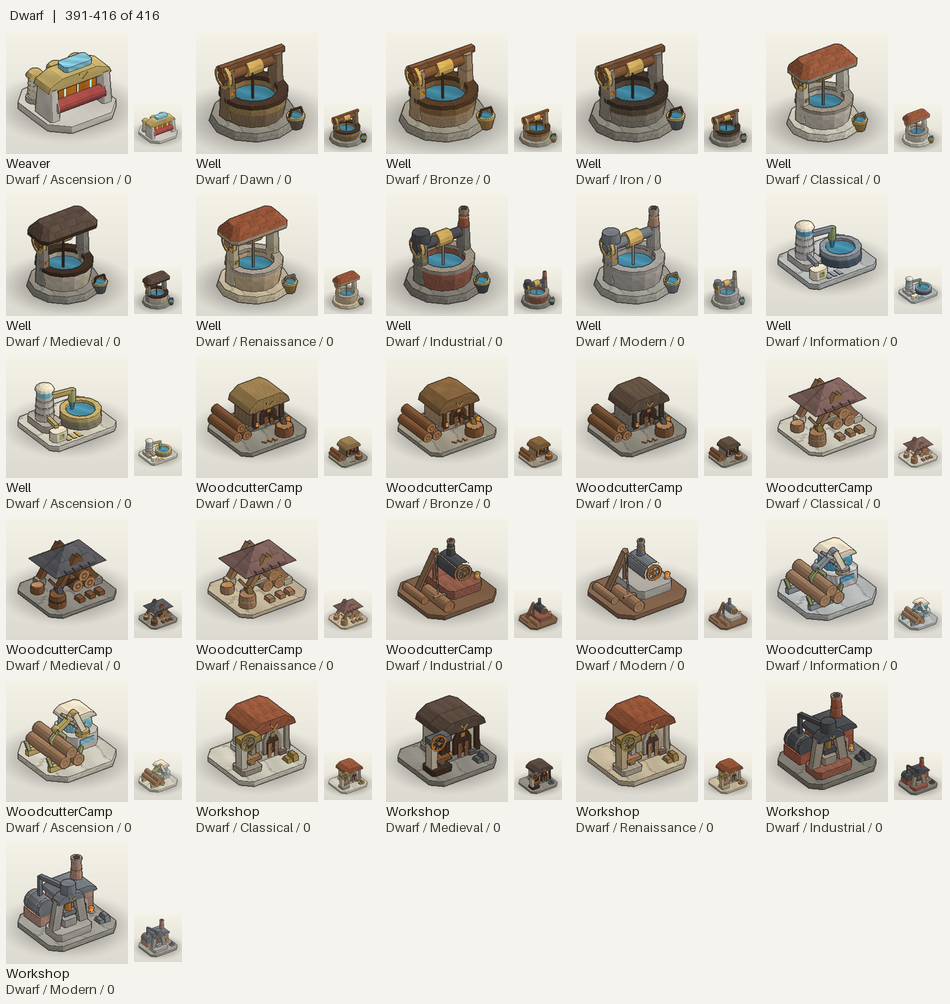 Dwarf | 391-416 of 416
Weaver
Dwarf / Ascension / 0
Well
Dwarf / Dawn / 0
Well
Dwarf / Bronze / 0
Well
Dwarf / Iron / 0
Well
Dwarf / Classical / 0
Well
Dwarf / Medieval / 0
Well
Dwarf / Renaissance / 0
Well
Dwarf / Industrial / 0
Well
Dwarf / Modern / 0
Well
Dwarf / Information / 0
Well
Dwarf / Ascension / 0
WoodcutterCamp
Dwarf / Dawn / 0
WoodcutterCamp
Dwarf / Bronze / 0
WoodcutterCamp
Dwarf / Iron / 0
WoodcutterCamp
Dwarf / Classical / 0
WoodcutterCamp
Dwarf / Medieval / 0
WoodcutterCamp
Dwarf / Renaissance / 0
WoodcutterCamp
Dwarf / Industrial / 0
WoodcutterCamp
Dwarf / Modern / 0
WoodcutterCamp
Dwarf / Information / 0
WoodcutterCamp
Dwarf / Ascension / 0
Workshop
Dwarf / Classical / 0
Workshop
Dwarf / Medieval / 0
Workshop
Dwarf / Renaissance / 0
Workshop
Dwarf / Industrial / 0
Workshop
Dwarf / Modern / 0